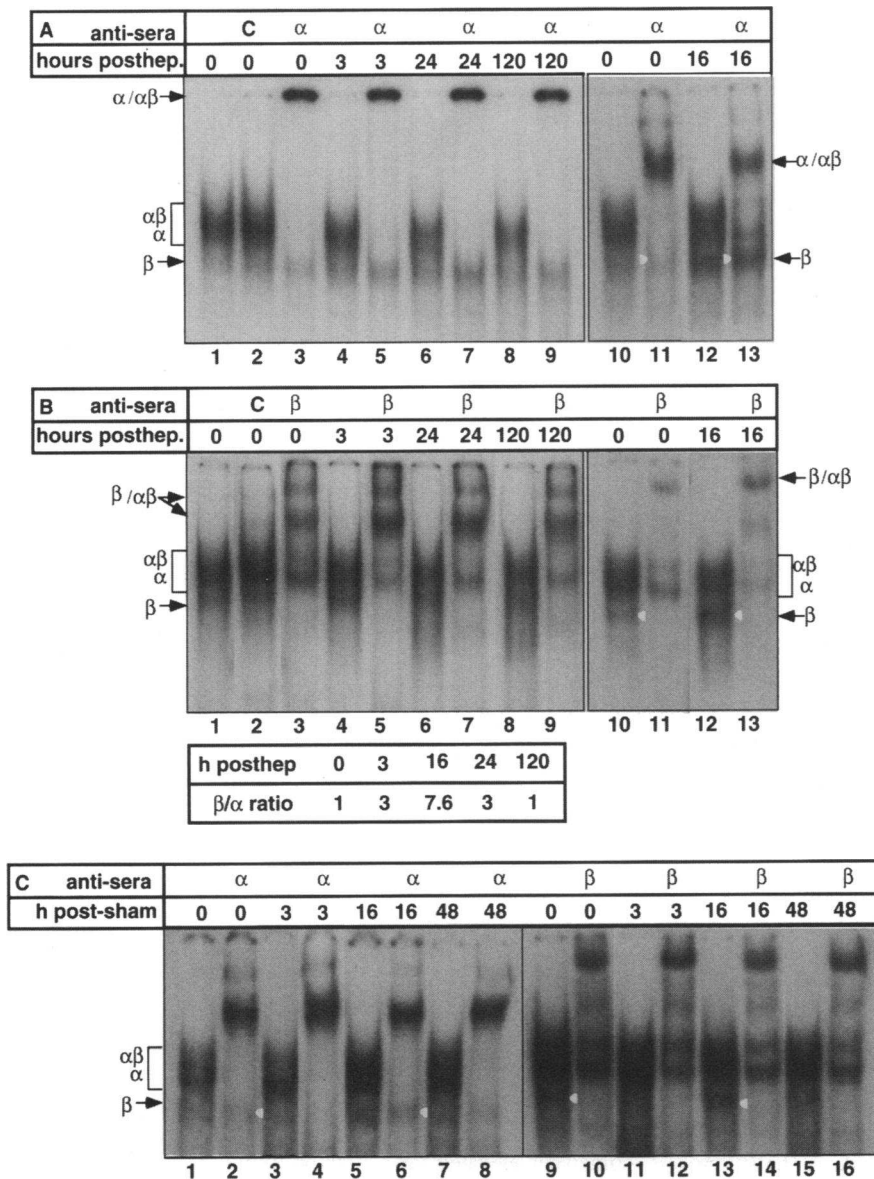 A anti-sera C α α α α α α
hours posthep. 0 0 0 3 3 24 24 120 120 0 0 16 16
α/αβ
α/αβ
αβ
α
β
β
1 2 3 4 5 6 7 8 9 10 11 12 13
B anti-sera C β β β β β β
hours posthep. 0 0 0 3 3 24 24 120 120 0 0 16 16
β/αβ
β/αβ
αβ
α
αβ
α
β
β
1 2 3 4 5 6 7 8 9 10 11 12 13
h posthep 0 3 16 24 120
β/α ratio 1 3 7.6 3 1
C anti-sera α α α α β β β β
h post-sham 0 0 3 3 16 16 48 48 0 0 3 3 16 16 48 48
αβ
α
β
1 2 3 4 5 6 7 8 9 10 11 12 13 14 15 16